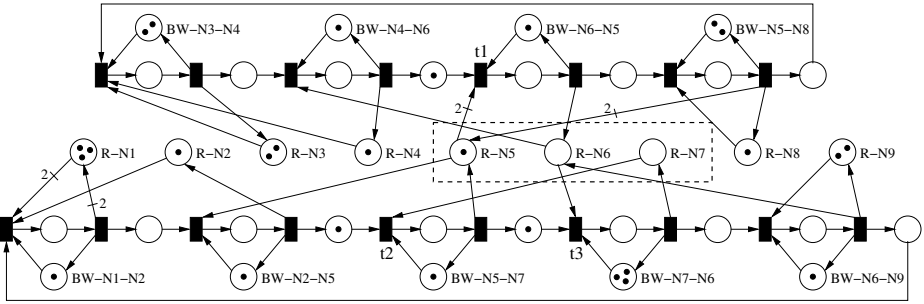 BW-N3-N4 BW-N4-N6 BW-N6-N5 BW-N5-N8
t1
2 2
R-N1 R-N2 R-N3 R-N4 R-N5 R-N6 R-N7 R-N8 R-N9
2
2
t2 t3
BW-N1-N2 BW-N2-N5 BW-N5-N7 BW-N7-N6 BW-N6-N9